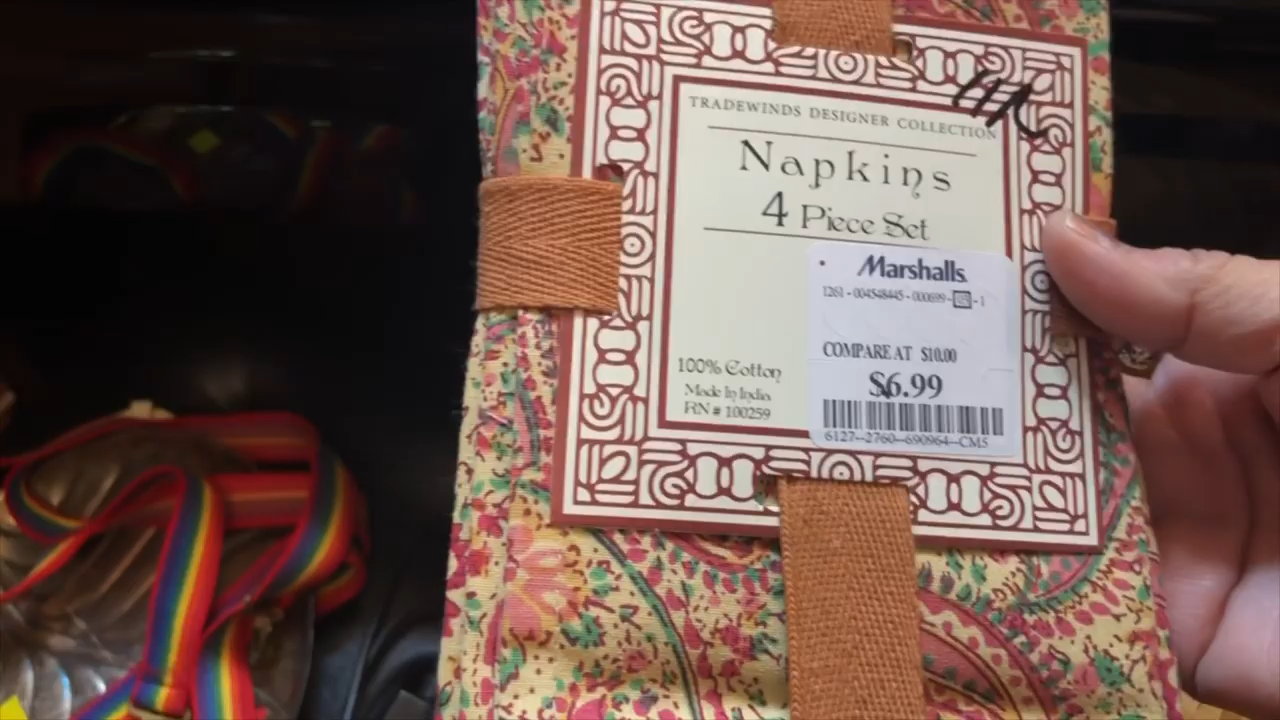 TRADEWINDS DESIGNER COLLECTION
Napkins
4 Piece Set
Marshalls.
COMPARE AT $10.00
$6.99
100% Cotton
Made In India
RN # 100259
6127--2760--690964--CM5